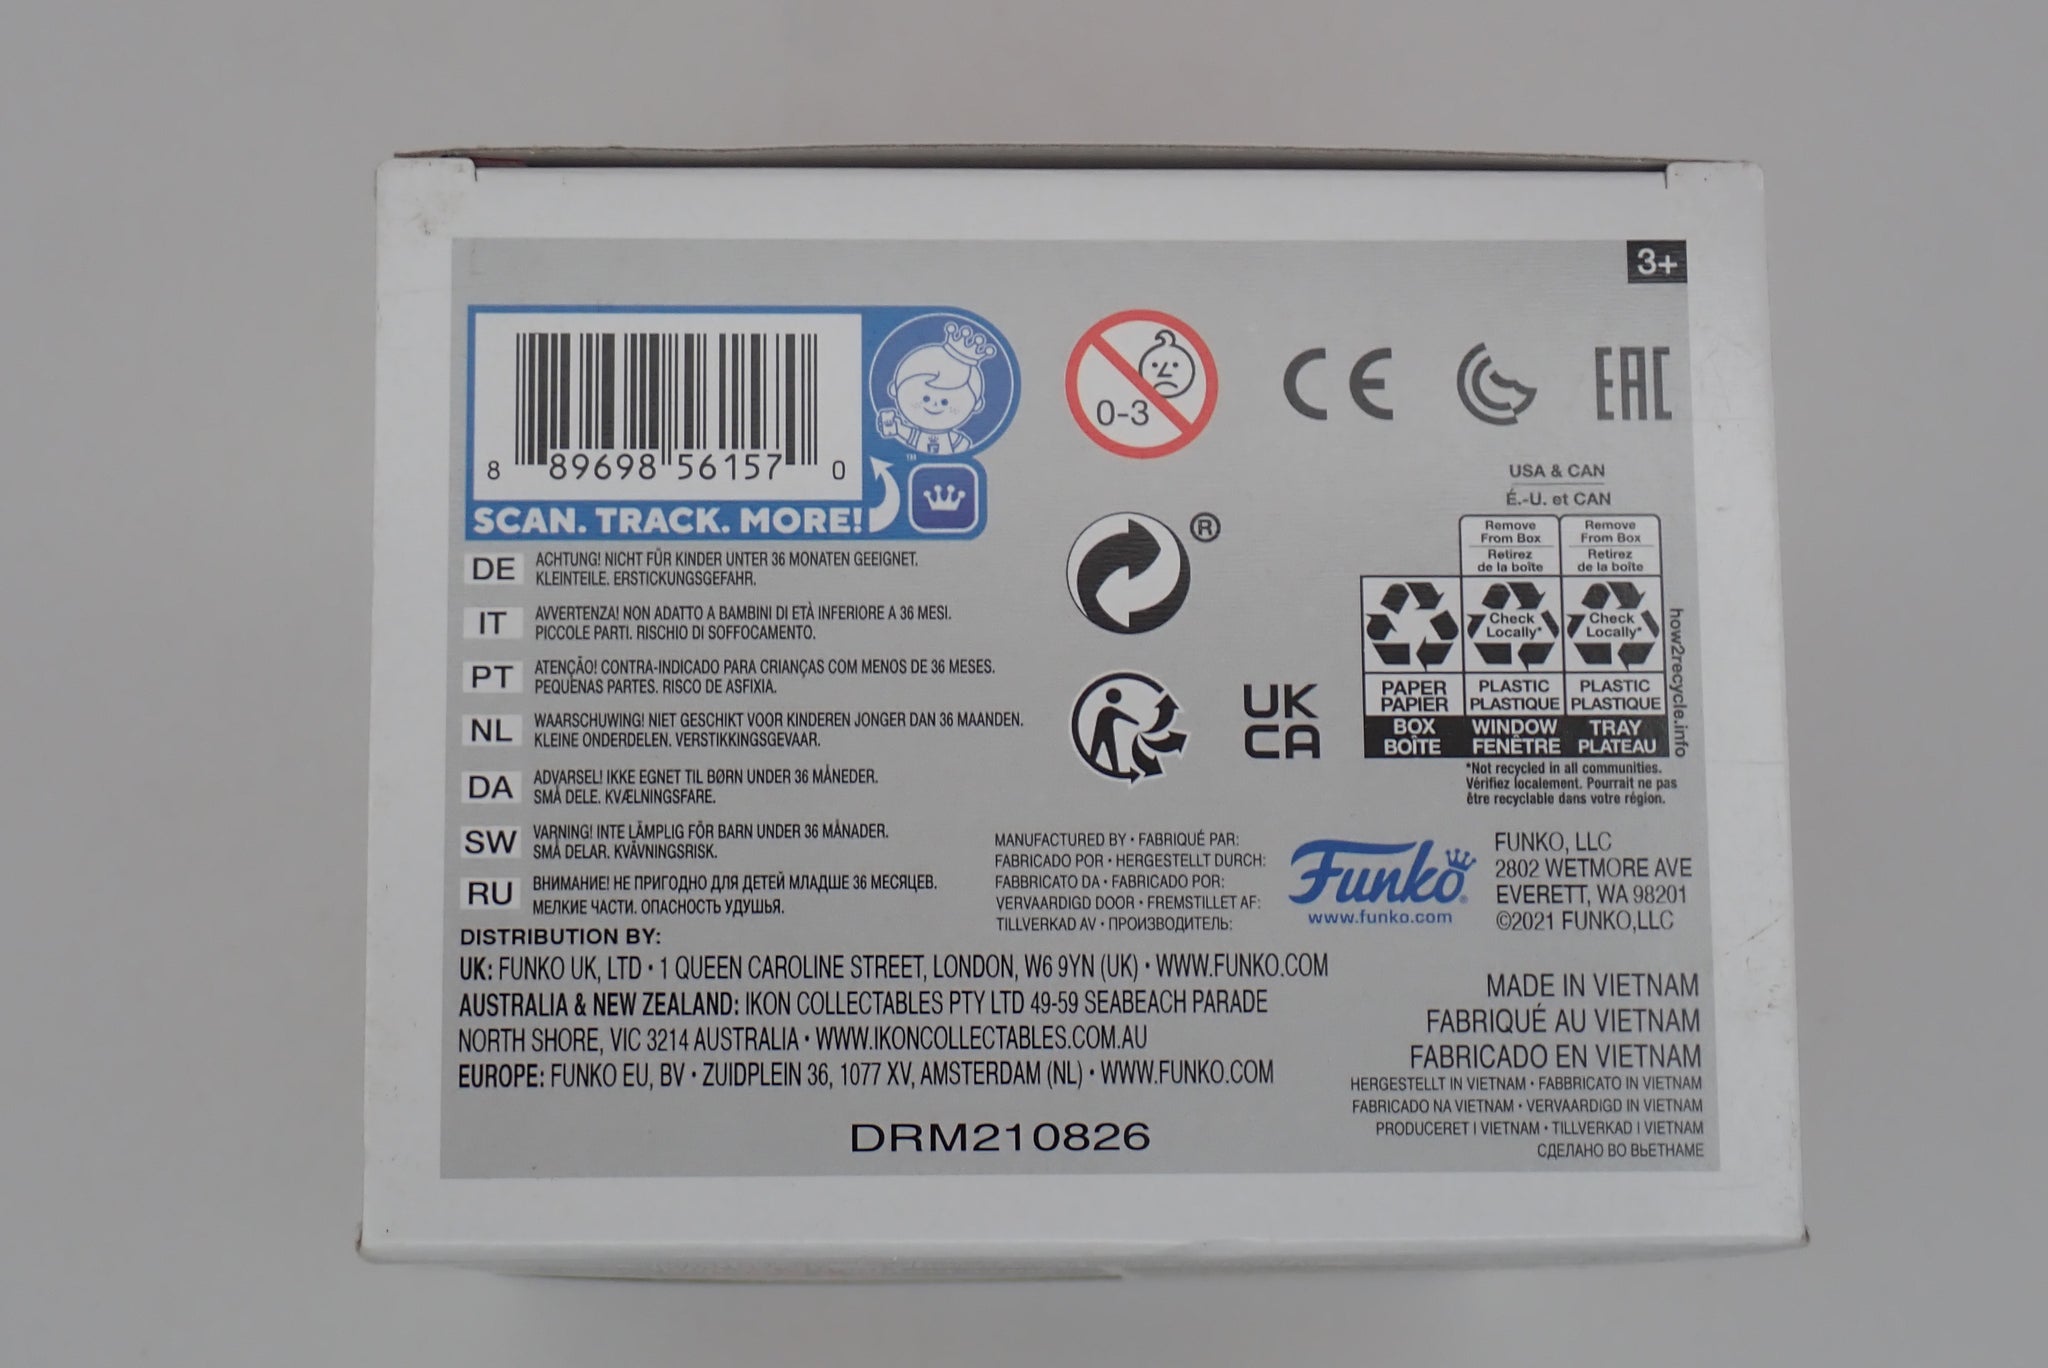 3+
8 89698 56157 0
SCAN. TRACK. MORE!
™
0-3
CE
EAC
DE ACHTUNG! NICHT FÜR KINDER UNTER 36 MONATEN GEEIGNET.
KLEINTEILE. ERSTICKUNGSGEFAHR.
IT AVVERTENZA! NON ADATTO A BAMBINI DI ETÀ INFERIORE A 36 MESI.
PICCOLE PARTI. RISCHIO DI SOFFOCAMENTO.
PT ATENÇÃO! CONTRA-INDICADO PARA CRIANÇAS COM MENOS DE 36 MESES.
PEQUENAS PARTES. RISCO DE ASFIXIA.
NL WAARSCHUWING! NIET GESCHIKT VOOR KINDEREN JONGER DAN 36 MAANDEN.
KLEINE ONDERDELEN. VERSTIKKINGSGEVAAR.
DA ADVARSEL! IKKE EGNET TIL BØRN UNDER 36 MÅNEDER.
SMÅ DELE. KVÆLNINGSFARE.
SW VARNING! INTE LÄMPLIG FÖR BARN UNDER 36 MÅNADER.
SMÅ DELAR. KVÄVNINGSRISK.
RU ВНИМАНИЕ! НЕ ПРИГОДНО ДЛЯ ДЕТЕЙ МЛАДШЕ 36 МЕСЯЦЕВ.
МЕЛКИЕ ЧАСТИ. ОПАСНОСТЬ УДУШЬЯ.
®
UK
CA
USA & CAN
É.-U. et CAN
Remove
From Box
Retirez
de la boîte
Remove
From Box
Retirez
de la boîte
Check
Locally*
Check
Locally*
PAPER
PAPIER
BOX
BOÎTE
PLASTIC
PLASTIQUE
WINDOW
FENÊTRE
PLASTIC
PLASTIQUE
TRAY
PLATEAU
how2recycle.info
*Not recycled in all communities.
Vérifiez localement. Pourrait ne pas
être recyclable dans votre région.
MANUFACTURED BY • FABRIQUÉ PAR:
FABRICADO POR • HERGESTELLT DURCH:
FABBRICATO DA • FABRICADO POR:
VERVAARDIGD DOOR • FREMSTILLET AF:
TILLVERKAD AV • ПРОИЗВОДИТЕЛЬ:
Funko®
www.funko.com
FUNKO, LLC
2802 WETMORE AVE
EVERETT, WA 98201
©2021 FUNKO,LLC
DISTRIBUTION BY:
UK: FUNKO UK, LTD • 1 QUEEN CAROLINE STREET, LONDON, W6 9YN (UK) • WWW.FUNKO.COM
AUSTRALIA & NEW ZEALAND: IKON COLLECTABLES PTY LTD 49-59 SEABEACH PARADE
NORTH SHORE, VIC 3214 AUSTRALIA • WWW.IKONCOLLECTABLES.COM.AU
EUROPE: FUNKO EU, BV • ZUIDPLEIN 36, 1077 XV, AMSTERDAM (NL) • WWW.FUNKO.COM
MADE IN VIETNAM
FABRIQUÉ AU VIETNAM
FABRICADO EN VIETNAM
HERGESTELLT IN VIETNAM • FABBRICATO IN VIETNAM
FABRICADO NA VIETNAM • VERVAARDIGD IN VIETNAM
PRODUCERET I VIETNAM • TILLVERKAD I VIETNAM
СДЕЛАНО ВО ВЬЕТНАМЕ
DRM210826